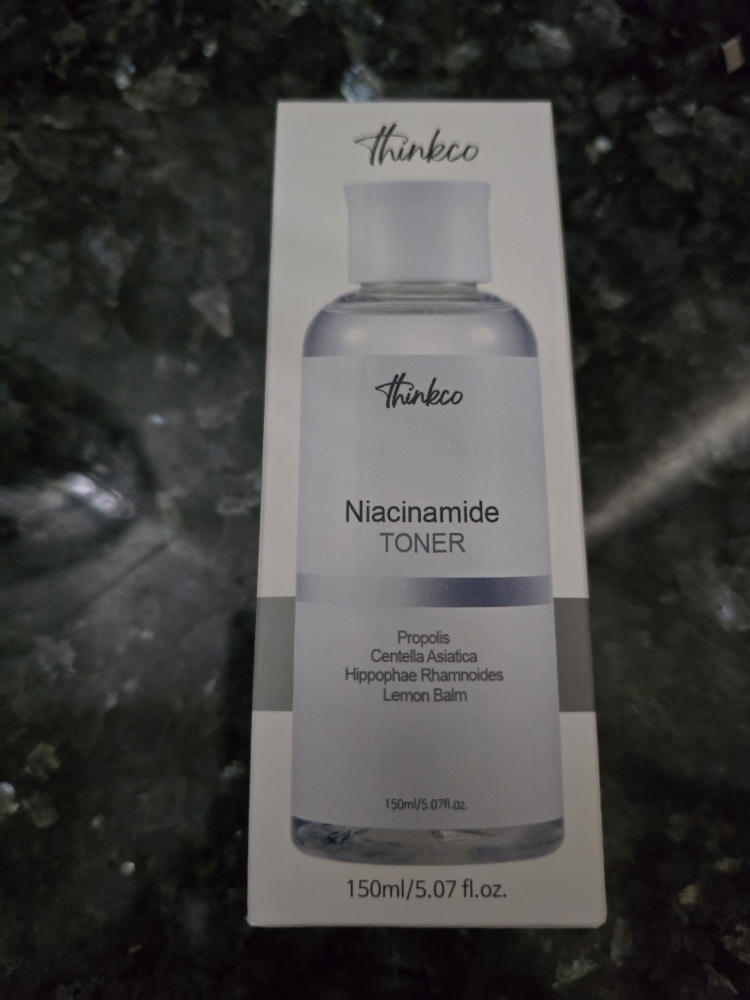 thinkco
thinkco
Niacinamide
TONER
Propolis
Centella Asiatica
Hippophae Rhamnoides
Lemon Balm
150ml/5.07fl.oz.
150ml/5.07 fl.oz.